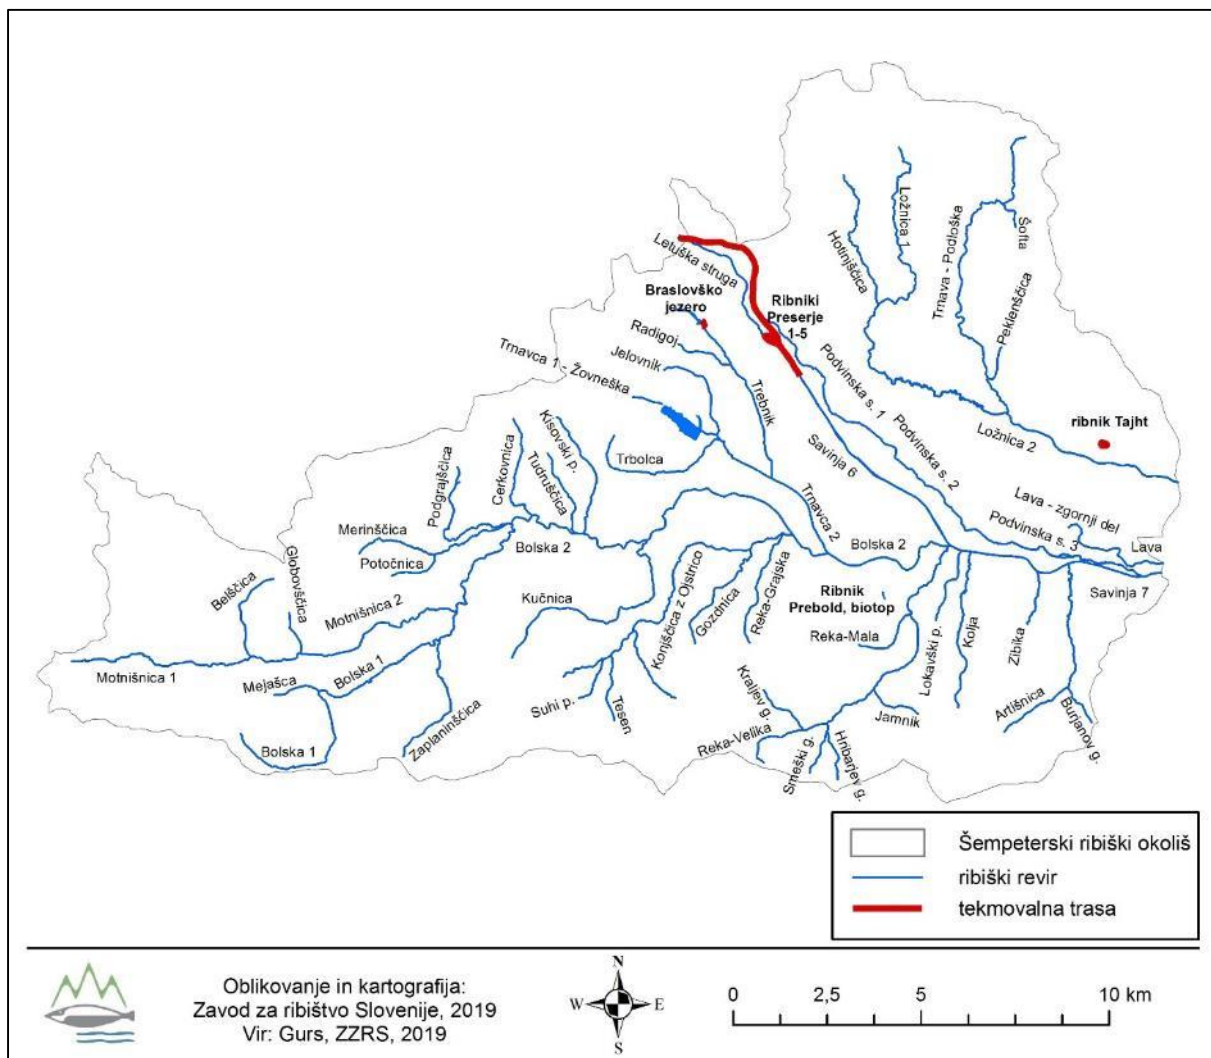 Ložnica 1
Šofta
Trnava - Podloška
Hotinjščica
Letuška struga
Braslovško
jezero
Ribniki
Preserje
1-5
Peklenščica
Radigoj
Jelovnik
Trnavca 1 - Žovneška
Podvinska s. 1
Trebnik
Kisovski p.
Cerkovnica
Tudruščica
Trbolca
Savinja 6
Podvinska s. 2
Ložnica 2
ribnik Tajht
Podgrajščica
Trnavca 2
Lava - zgornji del
Merinščica
Bolska 2
Bolska 2
Podvinska s. 3
Lava
Potočnica
Globovščica
Belščica
Kučnica
Konjščica z Ojstrico
Gozdnica
Reka-Grajska
Ribnik
Prebold, biotop
Savinja 7
Motnišnica 2
Reka-Mala
Lokavški p.
Kolja
Zibika
Motnišnica 1
Mejašca
Bolska 1
Suhi p.
Tesen
Kraljev g.
Jamnik
Artišnica
Burjanov g.
Zaplaninščica
Bolska 1
Reka-Velika
Smeški g.
Hribarjev g.
Šempeterski ribiški okoliš
ribiški revir
tekmovalna trasa
Oblikovanje in kartografija:
Zavod za ribištvo Slovenije, 2019
Vir: Gurs, ZZRS, 2019
N
W E
S
0 2,5 5 10 km